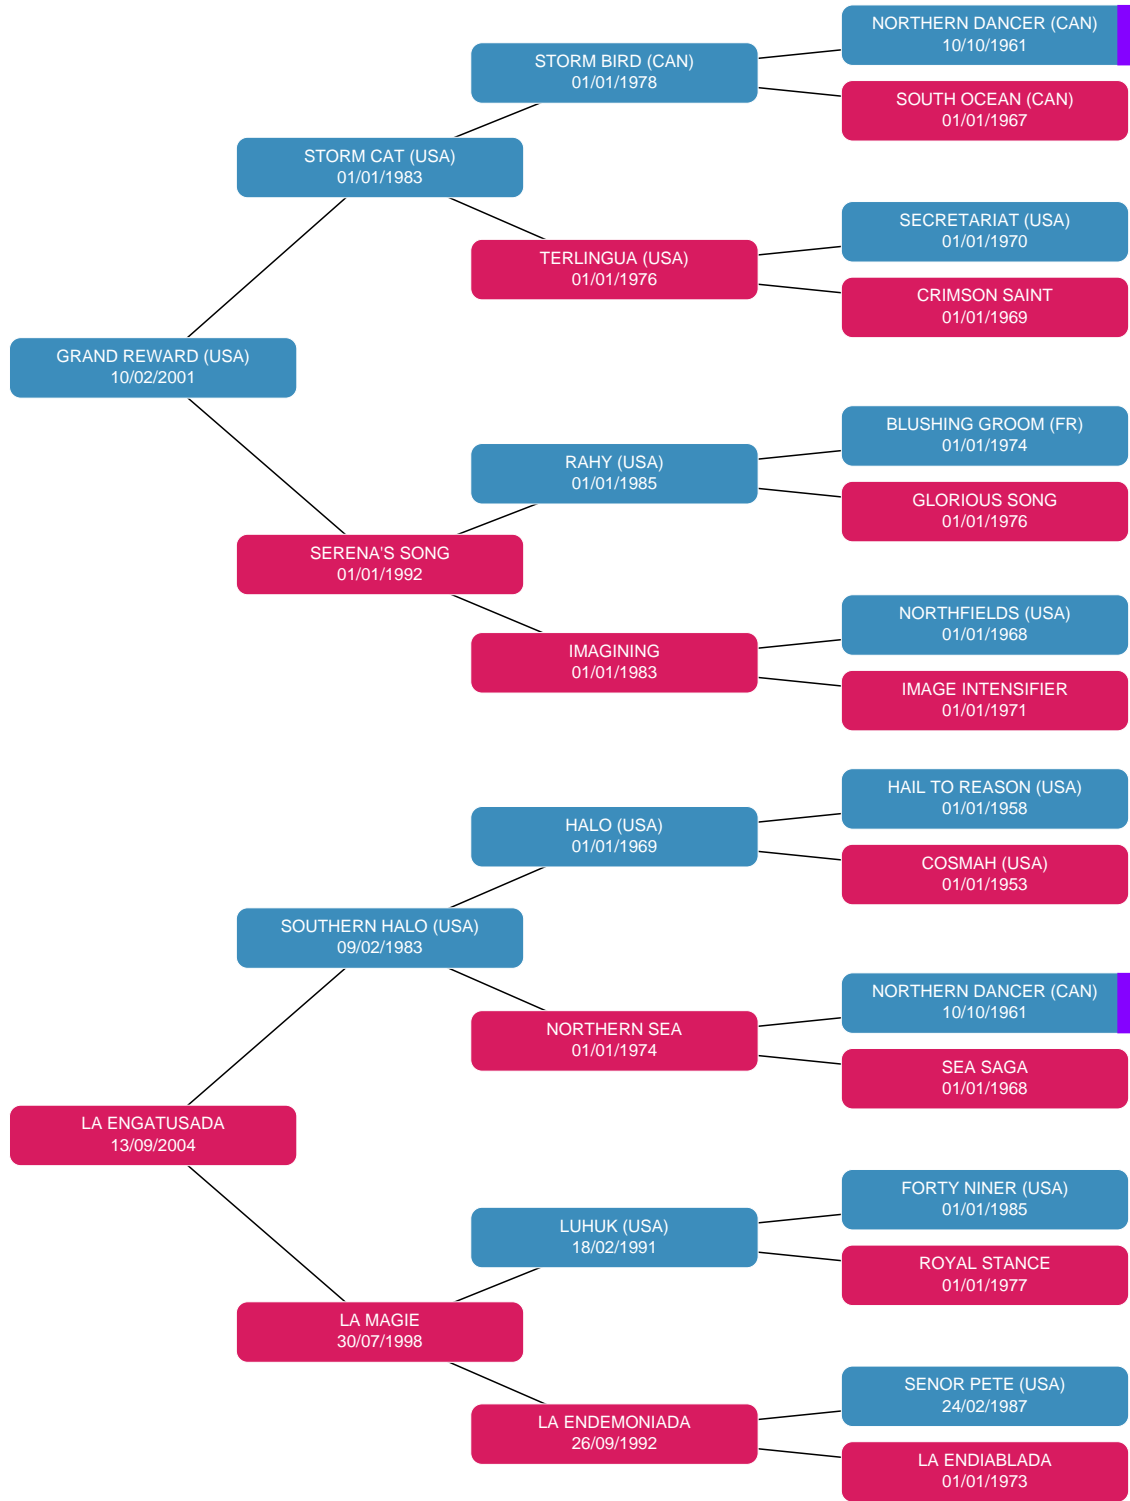 NORTHERN DANCER (CAN)
10/10/1961
STORM BIRD (CAN)
01/01/1978
SOUTH OCEAN (CAN)
01/01/1967
STORM CAT (USA)
01/01/1983
SECRETARIAT (USA)
01/01/1970
TERLINGUA (USA)
01/01/1976
CRIMSON SAINT
01/01/1969
GRAND REWARD (USA)
10/02/2001
BLUSHING GROOM (FR)
01/01/1974
RAHY (USA)
01/01/1985
GLORIOUS SONG
01/01/1976
SERENA'S SONG
01/01/1992
NORTHFIELDS (USA)
01/01/1968
IMAGINING
01/01/1983
IMAGE INTENSIFIER
01/01/1971
HAIL TO REASON (USA)
01/01/1958
HALO (USA)
01/01/1969
COSMAH (USA)
01/01/1953
SOUTHERN HALO (USA)
09/02/1983
NORTHERN DANCER (CAN)
10/10/1961
NORTHERN SEA
01/01/1974
SEA SAGA
01/01/1968
LA ENGATUSADA
13/09/2004
FORTY NINER (USA)
01/01/1985
LUHUK (USA)
18/02/1991
ROYAL STANCE
01/01/1977
LA MAGIE
30/07/1998
SENOR PETE (USA)
24/02/1987
LA ENDEMONIADA
26/09/1992
LA ENDIABLADA
01/01/1973